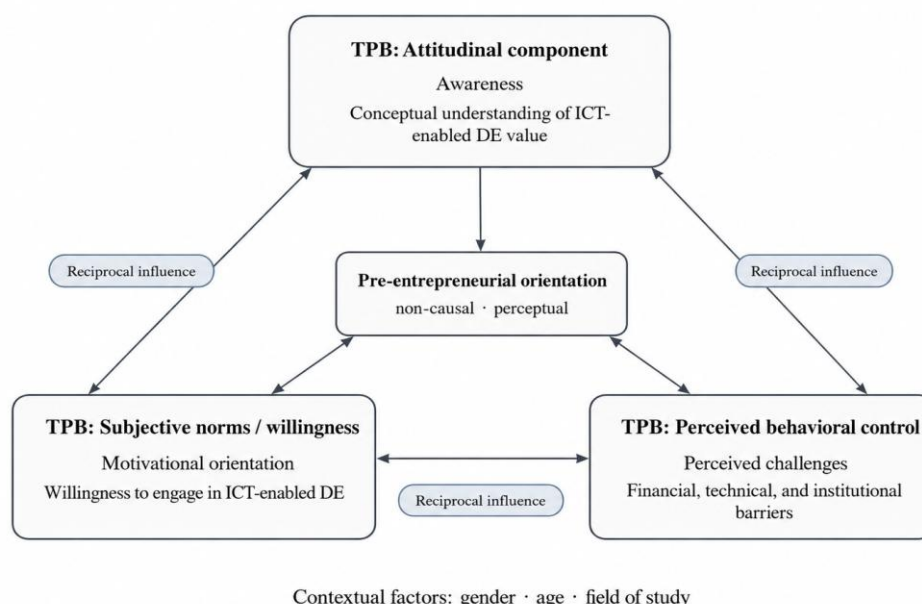 TPB: Attitudinal component
Awareness
Conceptual understanding of ICT-
enabled DE value
Reciprocal influence
Reciprocal influence
Pre-entrepreneurial orientation
non-causal · perceptual
TPB: Subjective norms / willingness
Motivational orientation
Willingness to engage in ICT-enabled DE
Reciprocal influence
TPB: Perceived behavioral control
Perceived challenges
Financial, technical, and institutional
barriers
Contextual factors: gender · age · field of study